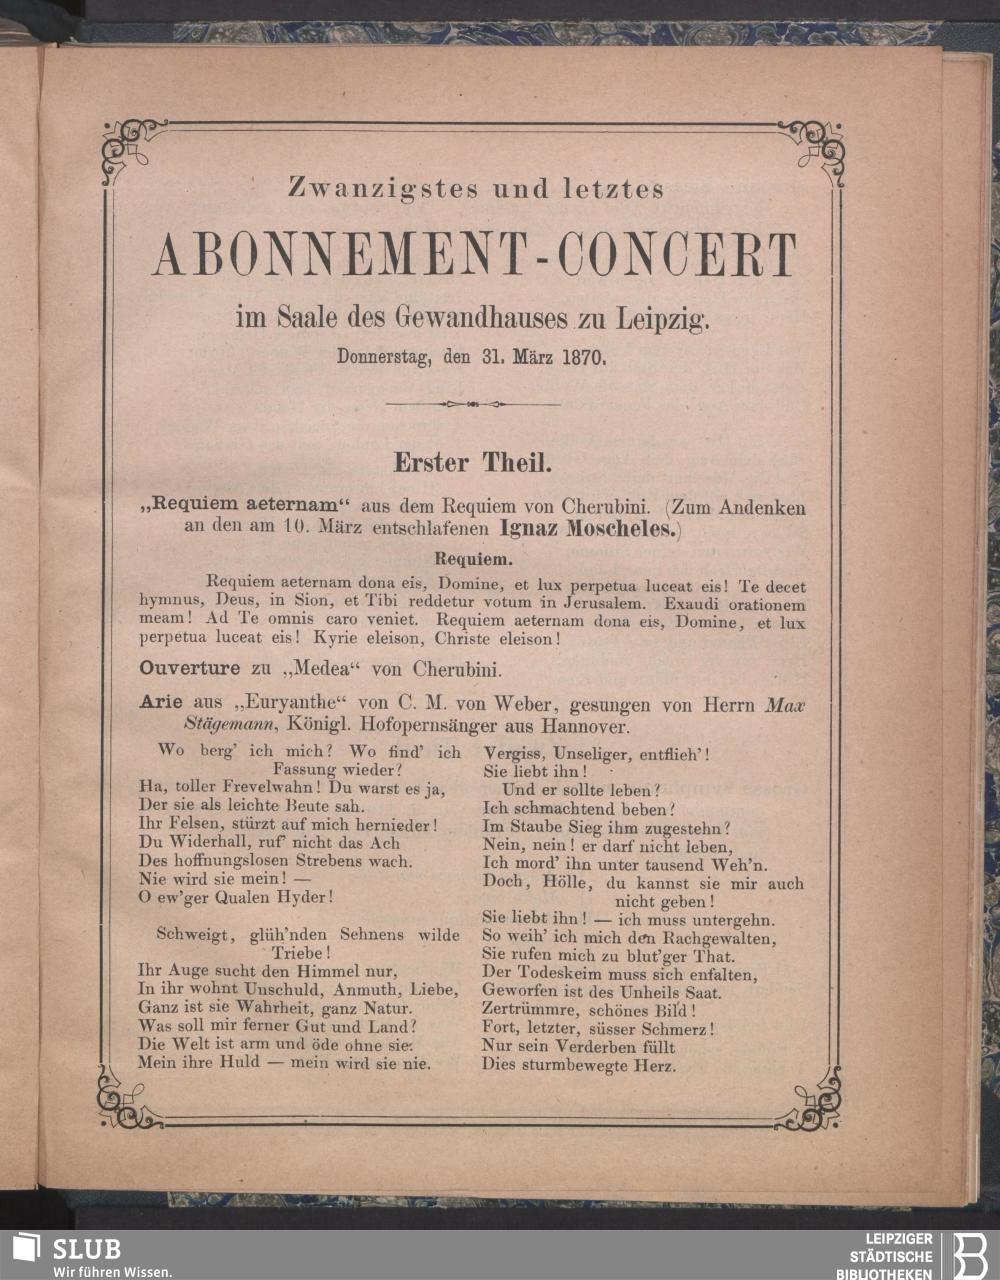 Zwanzigstes und letztes
ABONNEMENT-CONCERT
im Saale des Gewandhauses zu Leipzig.
Donnerstag, den 31. März 1870.
Erster Theil.
„Requiem aeternam“ aus dem Requiem von Cherubini. (Zum Andenken
an den am 10. März entschlafenen Ignaz Moscheles.)
Requiem.
Requiem aeternam dona eis, Domine, et lux perpetua luceat eis! Te decet
hymnus, Deus, in Sion, et Tibi reddetur votum in Jerusalem. Exaudi orationem
meam! Ad Te omnis caro veniet. Requiem aeternam dona eis, Domine, et lux
perpetua luceat eis! Kyrie eleison, Christe eleison!
Ouverture zu „Medea“ von Cherubini.
Arie aus „Euryanthe“ von C. M. von Weber, gesungen von Herrn Max
Stägemann, Königl. Hofopernsänger aus Hannover.
Wo berg' ich mich? Wo find' ich
Fassung wieder?
Ha, toller Frevelwahn! Du warst es ja,
Der sie als leichte Beute sah.
Ihr Felsen, stürzt auf mich hernieder!
Du Widerhall, ruf' nicht das Ach
Des hoffnungslosen Strebens wach.
Nie wird sie mein! —
O ew'ger Qualen Hyder!
Schweigt, glüh'nden Sehnens wilde
Triebe!
Ihr Auge sucht den Himmel nur,
In ihr wohnt Unschuld, Anmuth, Liebe,
Ganz ist sie Wahrheit, ganz Natur.
Was soll mir ferner Gut und Land?
Die Welt ist arm und öde ohne sie.
Mein ihre Huld — mein wird sie nie.
Vergiss, Unseliger, entflieh'!
Sie liebt ihn!
Und er sollte leben?
Ich schmachtend beben?
Im Staube Sieg ihm zugestehn?
Nein, nein! er darf nicht leben,
Ich mord' ihn unter tausend Weh'n.
Doch, Hölle, du kannst sie mir auch
nicht geben!
Sie liebt ihn! — ich muss untergehn.
So weih' ich mich den Rachgewalten,
Sie rufen mich zu blut'ger That.
Der Todeskeim muss sich enfalten,
Geworfen ist des Unheils Saat.
Zertrümmre, schönes Bild!
Fort, letzter, süsser Schmerz!
Nur sein Verderben füllt
Dies sturmbewegte Herz.
SLUB
Wir führen Wissen.
LEIPZIGER
STÄDTISCHE
BIBLIOTHEKEN